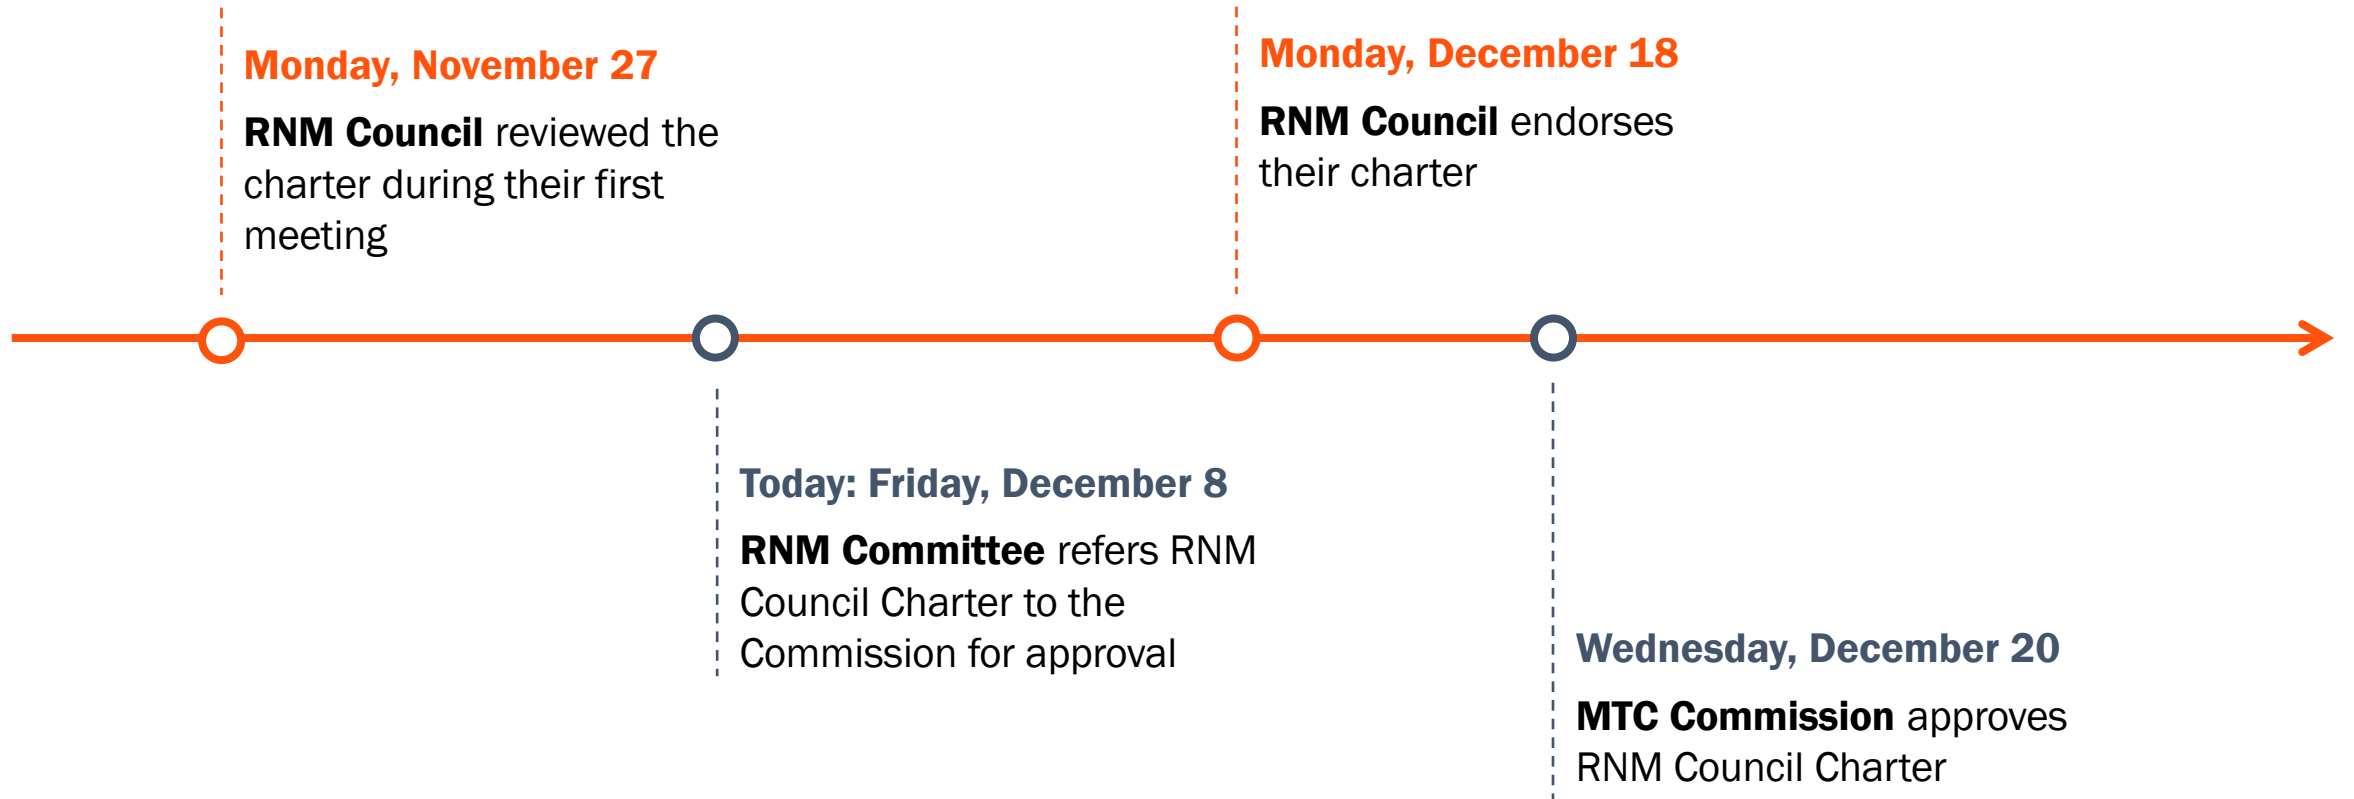 Monday, November 27
RNM Council reviewed the
charter during their first
meeting
Today: Friday, December 8
RNM Committee refers RNM
Council Charter to the
Commission for approval
Monday, December 18
RNM Council endorses
their charter
Wednesday, December 20
MTC Commission approves
RNM Council Charter